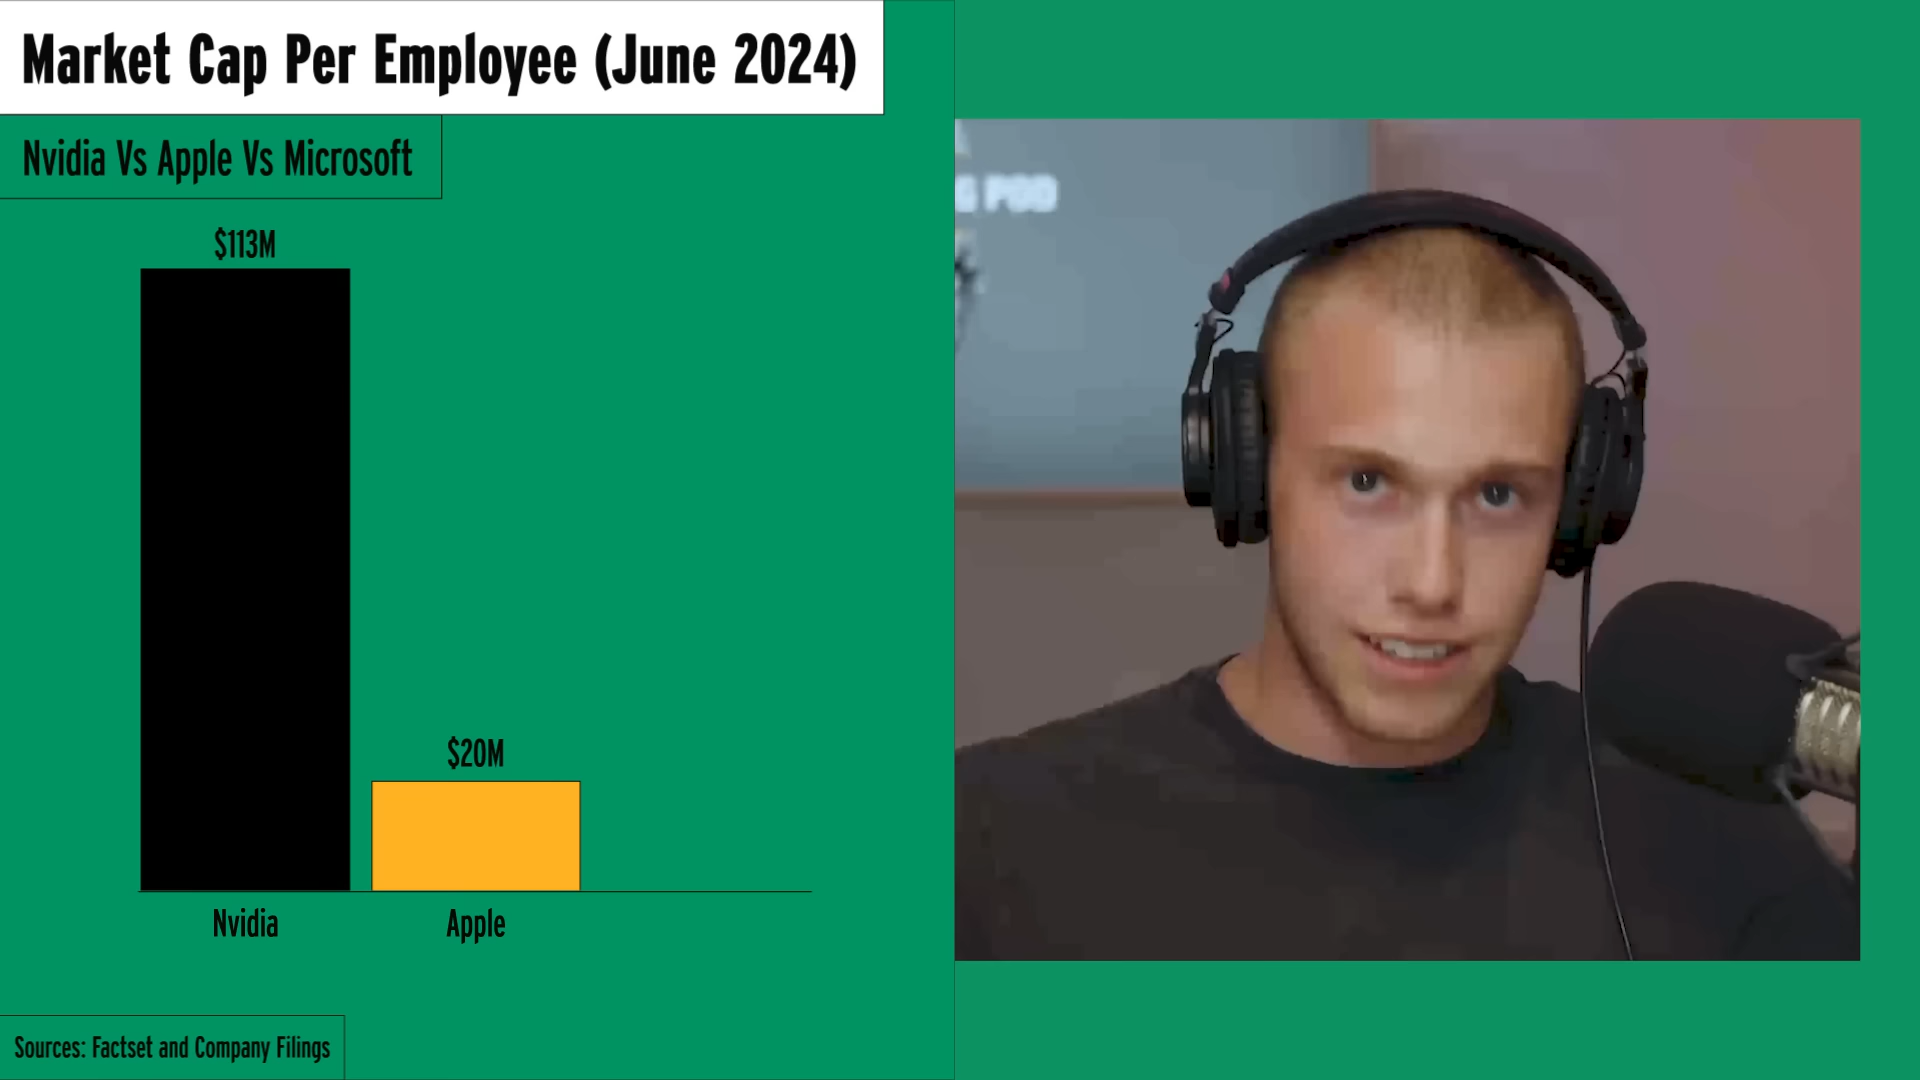 Market Cap Per Employee (June 2024)
Nvidia Vs Apple Vs Microsoft
$113M
$20M
Nvidia
Apple
Sources: Factset and Company Filings
G POD